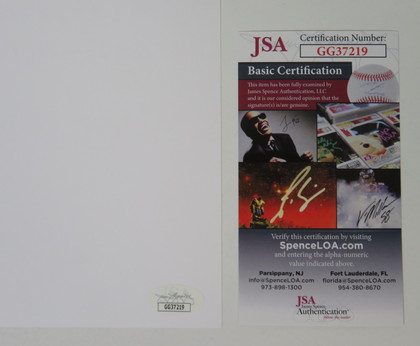 JSA
Certification Number:
GG37219
Basic Certification
This item has been fully examined by
James Spence Authentication, LLC
and it is our considered opinion that the
signature(s) is/are genuine.
Verify this certification by visiting
SpenceLOA.com
and entering the alpha-numeric
value indicated above.
Parsippany, NJ
info@SpenceLOA.com
973-898-1300
Fort Lauderdale, FL
florida@SpenceLOA.com
954-380-8670
JSA
James Spence
Authentication
GG37219